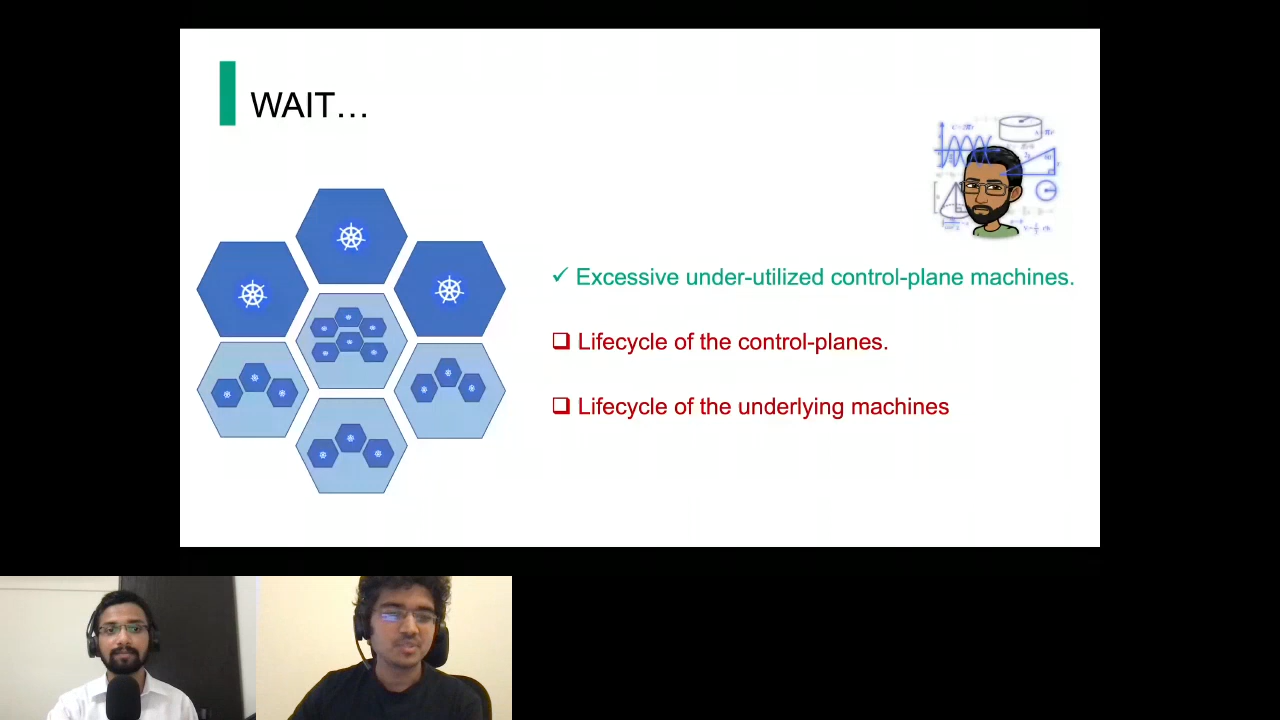 WAIT…
✓ Excessive under-utilized control-plane machines.
❑ Lifecycle of the control-planes.
❑ Lifecycle of the underlying machines